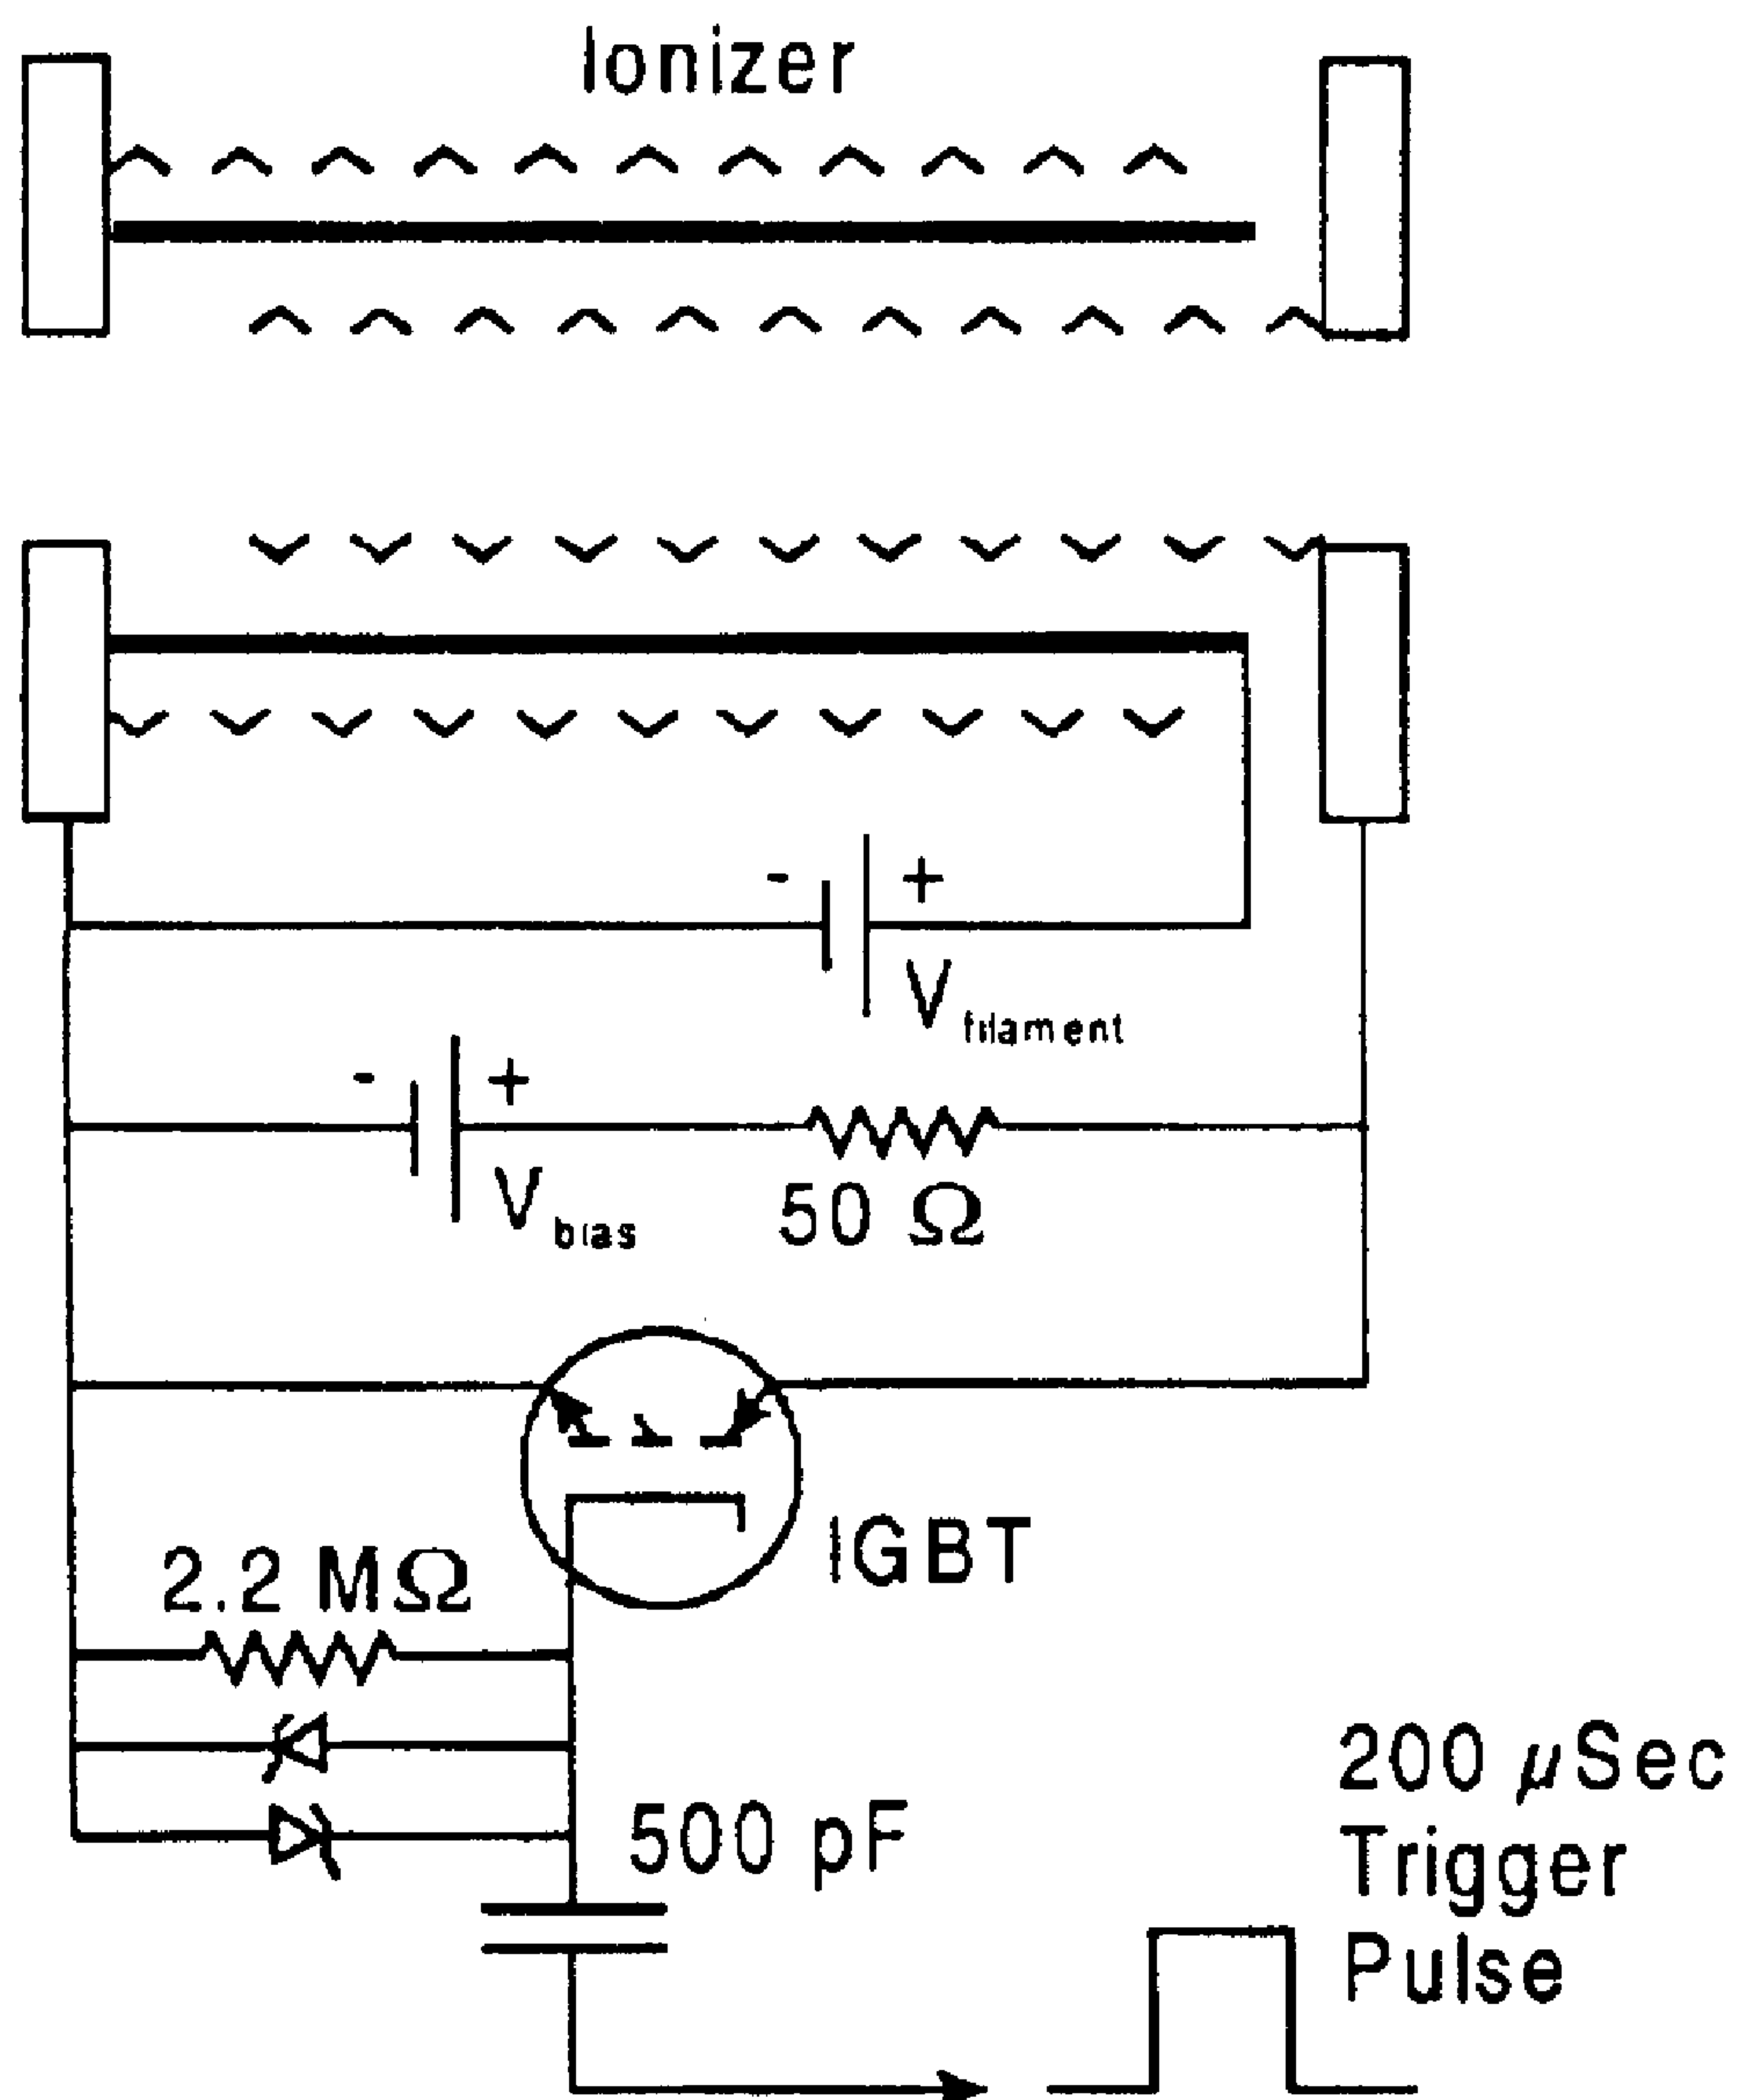 Ionizer
- +
V filament
- +
V bias
50 Ω
IGBT
2.2 MΩ
500 pF
200 μSec
Trigger
Pulse